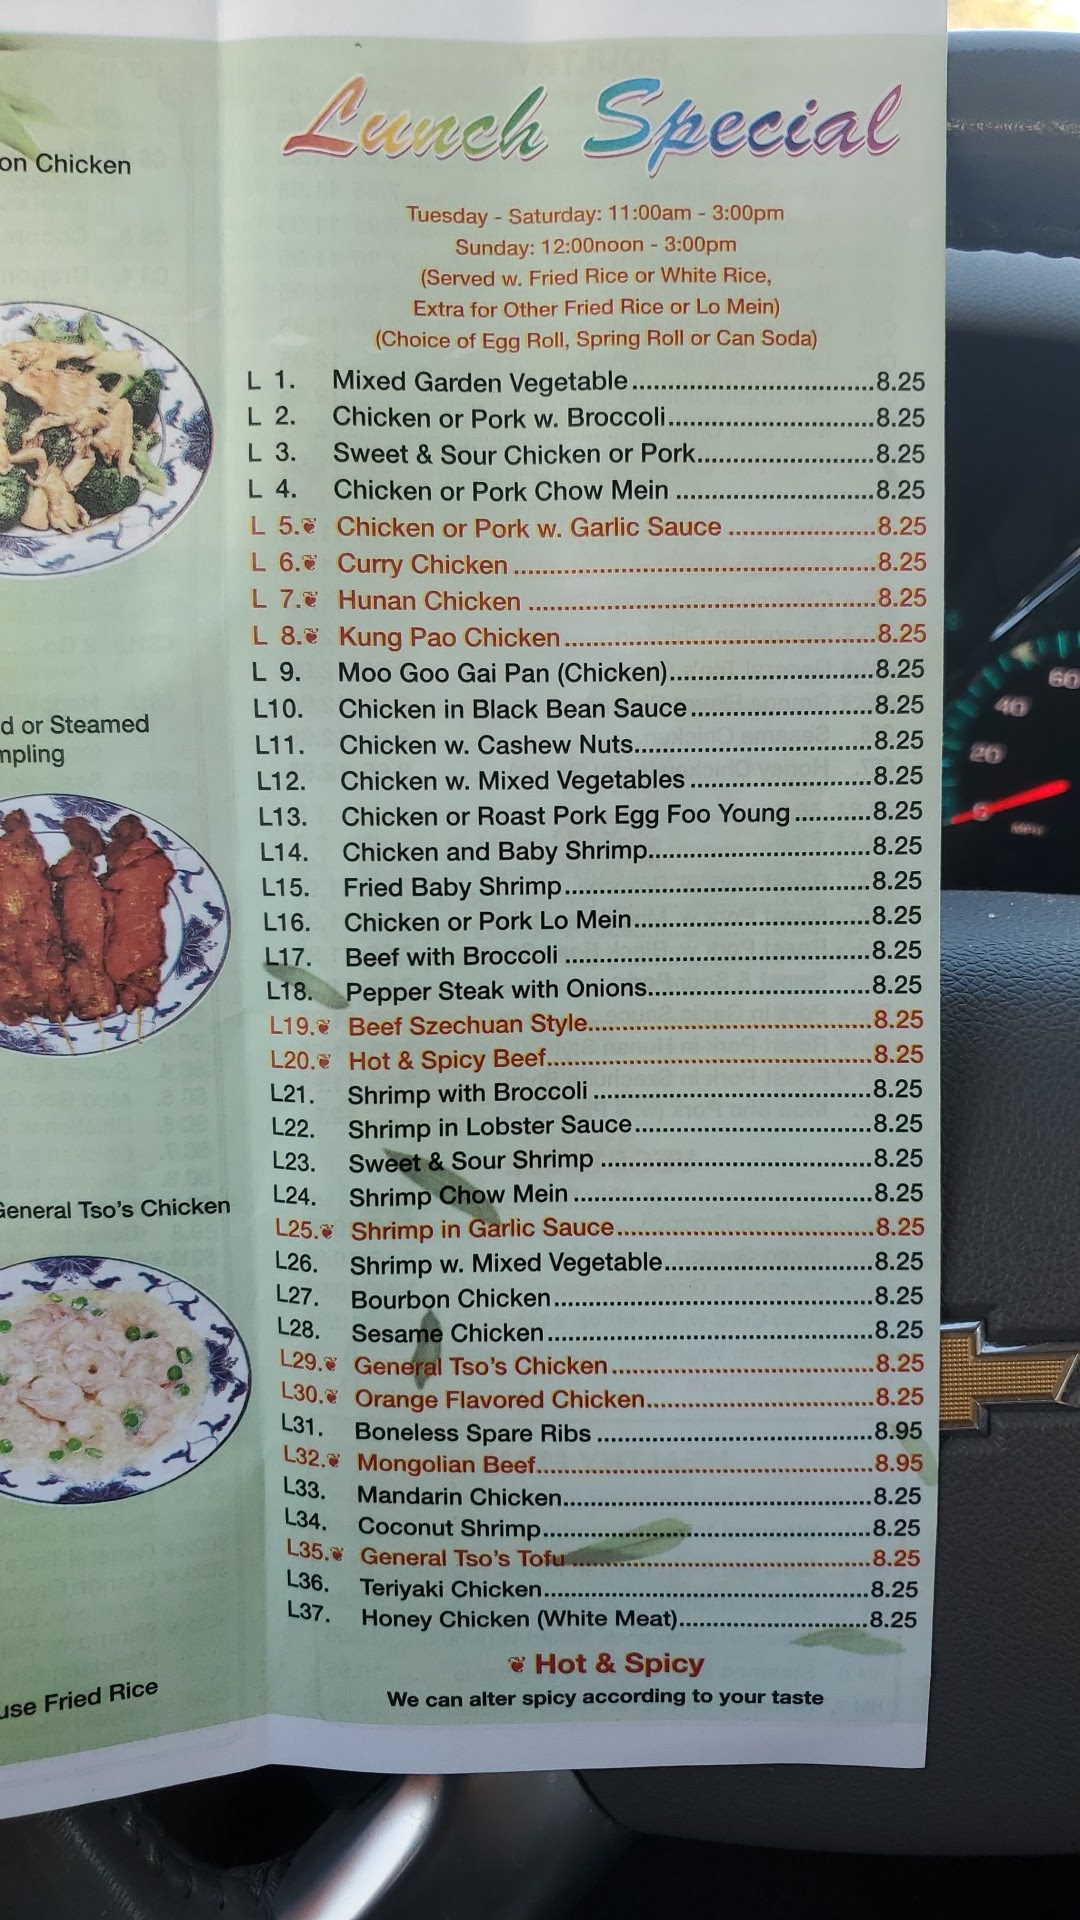 Lunch Special
Tuesday - Saturday: 11:00am - 3:00pm
Sunday: 12:00noon - 3:00pm
(Served w. Fried Rice or White Rice,
Extra for Other Fried Rice or Lo Mein)
(Choice of Egg Roll, Spring Roll or Can Soda)
L 1. Mixed Garden Vegetable 8.25
L 2. Chicken or Pork w. Broccoli 8.25
L 3. Sweet & Sour Chicken or Pork 8.25
L 4. Chicken or Pork Chow Mein 8.25
L 5. Chicken or Pork w. Garlic Sauce 8.25
L 6. Curry Chicken 8.25
L 7. Hunan Chicken 8.25
L 8. Kung Pao Chicken 8.25
L 9. Moo Goo Gai Pan (Chicken) 8.25
L10. Chicken in Black Bean Sauce 8.25
L11. Chicken w. Cashew Nuts 8.25
L12. Chicken w. Mixed Vegetables 8.25
L13. Chicken or Roast Pork Egg Foo Young 8.25
L14. Chicken and Baby Shrimp 8.25
L15. Fried Baby Shrimp 8.25
L16. Chicken or Pork Lo Mein 8.25
L17. Beef with Broccoli 8.25
L18. Pepper Steak with Onions 8.25
L19. Beef Szechuan Style 8.25
L20. Hot & Spicy Beef 8.25
L21. Shrimp with Broccoli 8.25
L22. Shrimp in Lobster Sauce 8.25
L23. Sweet & Sour Shrimp 8.25
L24. Shrimp Chow Mein 8.25
L25. Shrimp in Garlic Sauce 8.25
L26. Shrimp w. Mixed Vegetable 8.25
L27. Bourbon Chicken 8.25
L28. Sesame Chicken 8.25
L29. General Tso's Chicken 8.25
L30. Orange Flavored Chicken 8.25
L31. Boneless Spare Ribs 8.95
L32. Mongolian Beef 8.95
L33. Mandarin Chicken 8.25
L34. Coconut Shrimp 8.25
L35. General Tso's Tofu 8.25
L36. Teriyaki Chicken 8.25
L37. Honey Chicken (White Meat) 8.25
Hot & Spicy
We can alter spicy according to your taste
on Chicken
d or Steamed
mpling
General Tso's Chicken
use Fried Rice
60
40
20
0